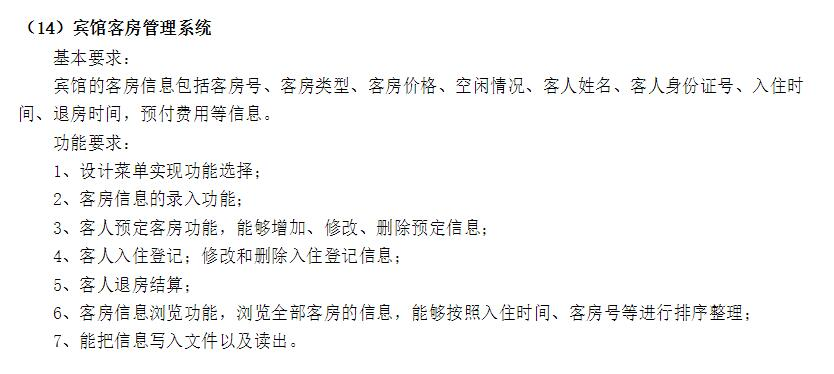 （14）宾馆客房管理系统
基本要求：
宾馆的客房信息包括客房号、客房类型、客房价格、空闲情况、客人姓名、客人身份证号、入住时
间、退房时间，预付费用等信息。
功能要求：
1、设计菜单实现功能选择；
2、客房信息的录入功能；
3、客人预定客房功能，能够增加、修改、删除预定信息；
4、客人入住登记；修改和删除入住登记信息；
5、客人退房结算；
6、客房信息浏览功能，浏览全部客房的信息，能够按照入住时间、客房号等进行排序整理；
7、能把信息写入文件以及读出。